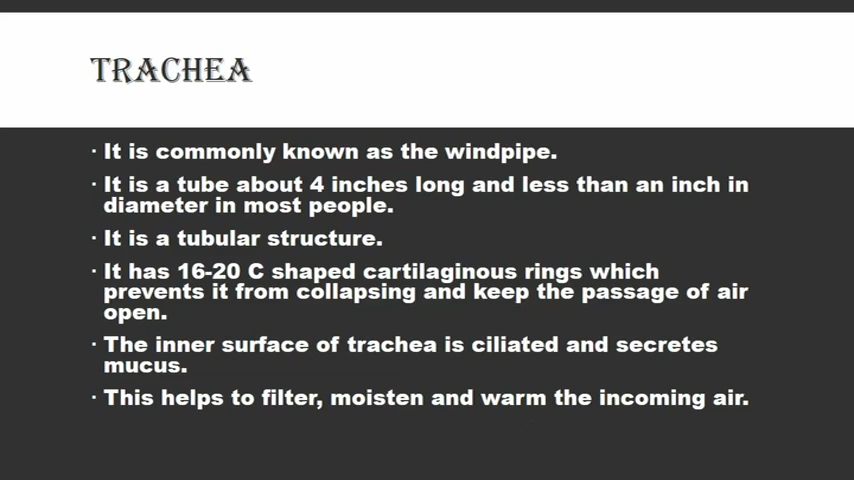 TRACHEA
· It is commonly known as the windpipe.
· It is a tube about 4 inches long and less than an inch in
diameter in most people.
· It is a tubular structure.
· It has 16-20 C shaped cartilaginous rings which
prevents it from collapsing and keep the passage of air
open.
· The inner surface of trachea is ciliated and secretes
mucus.
· This helps to filter, moisten and warm the incoming air.